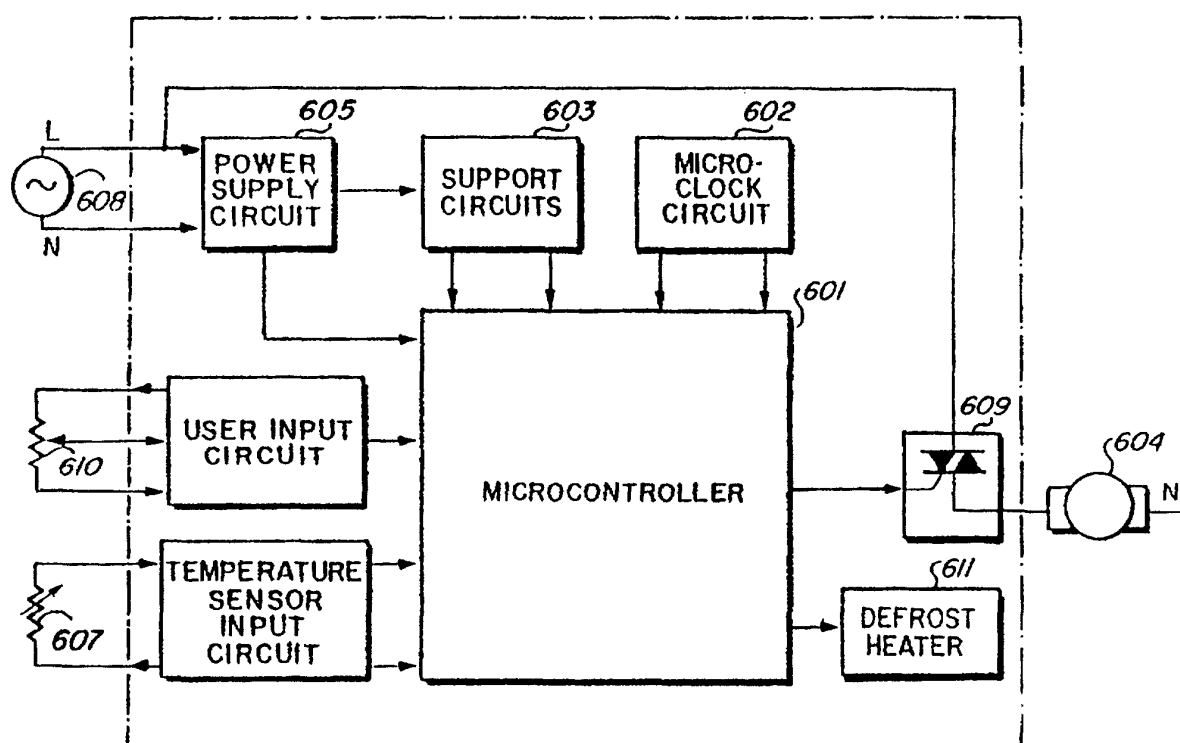 605
603
602
L
POWER
SUPPLY
CIRCUIT
SUPPORT
CIRCUITS
MICRO-
CLOCK
CIRCUIT
608
N
601
USER INPUT
CIRCUIT
610
MICROCONTROLLER
609
604
N
TEMPERATURE
SENSOR
INPUT
CIRCUIT
607
611
DEFROST
HEATER